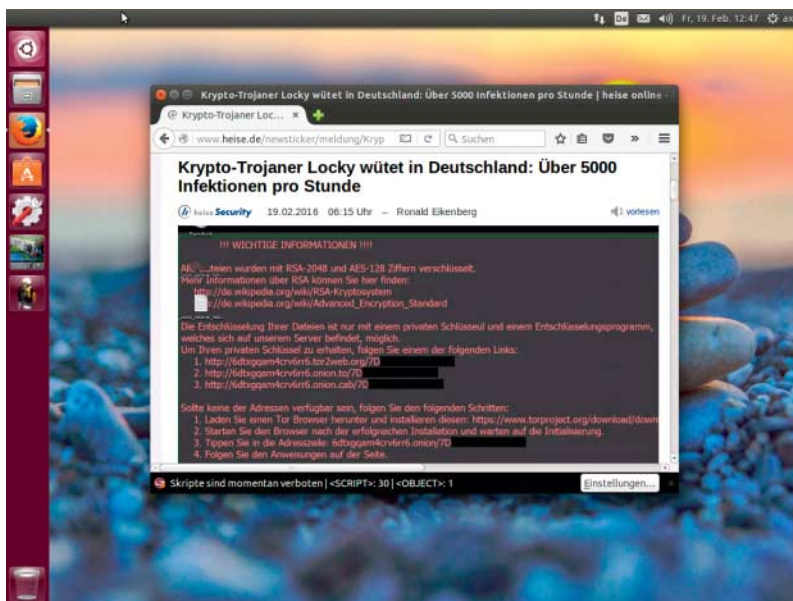 De Fr, 19. Feb. 12:47 ax
Krypto-Trojaner Locky wütet in Deutschland: Über 5000 Infektionen pro Stunde | heise online -
@ Krypto-Trojaner Loc... ×
www.heise.de/newsticker/meldung/Kryp Suchen
Krypto-Trojaner Locky wütet in Deutschland: Über 5000
Infektionen pro Stunde
heise Security 19.02.2016 06:15 Uhr – Ronald Eikenberg vorlesen
!!! WICHTIGE INFORMATIONEN !!!!
Dateien wurden mit RSA-2048 und AES-128 Ziffern verschlüsselt.
Mehr Informationen über RSA können Sie hier finden:
http://de.wikipedia.org/wiki/RSA-Kryptosystem
://de.wikipedia.org/wiki/Advanced_Encryption_Standard
Die Entschlüsselung Ihrer Dateien ist nur mit einem privaten Schlüsseul und einem Entschlüsselungsprogramm,
welches sich auf unserem Server befindet, möglich.
Um Ihren privaten Schlüssel zu erhalten, folgen Sie einem der folgenden Links:
1. http://6dtxgqam4crv6rr6.tor2web.org/7D
2. http://6dtxgqam4crv6rr6.onion.to/7D
3. http://6dtxgqam4crv6rr6.onion.cab/7D
Sollte keine der Adressen verfügbar sein, folgen Sie den folgenden Schritten:
1. Laden Sie einen Tor Browser herunter und installieren diesen: https://www.torproject.org/download/down
2. Starten Sie den Browser nach der erfolgreichen Installation und warten auf die Initialisierung.
3. Tippen Sie in die Adresszeile: 6dtxgqam4crv6rr6.onion/7D
4. Folgen Sie den Anweisungen auf der Seite.
Skripte sind momentan verboten | <SCRIPT>: 30 | <OBJECT>: 1 Einstellungen... ×